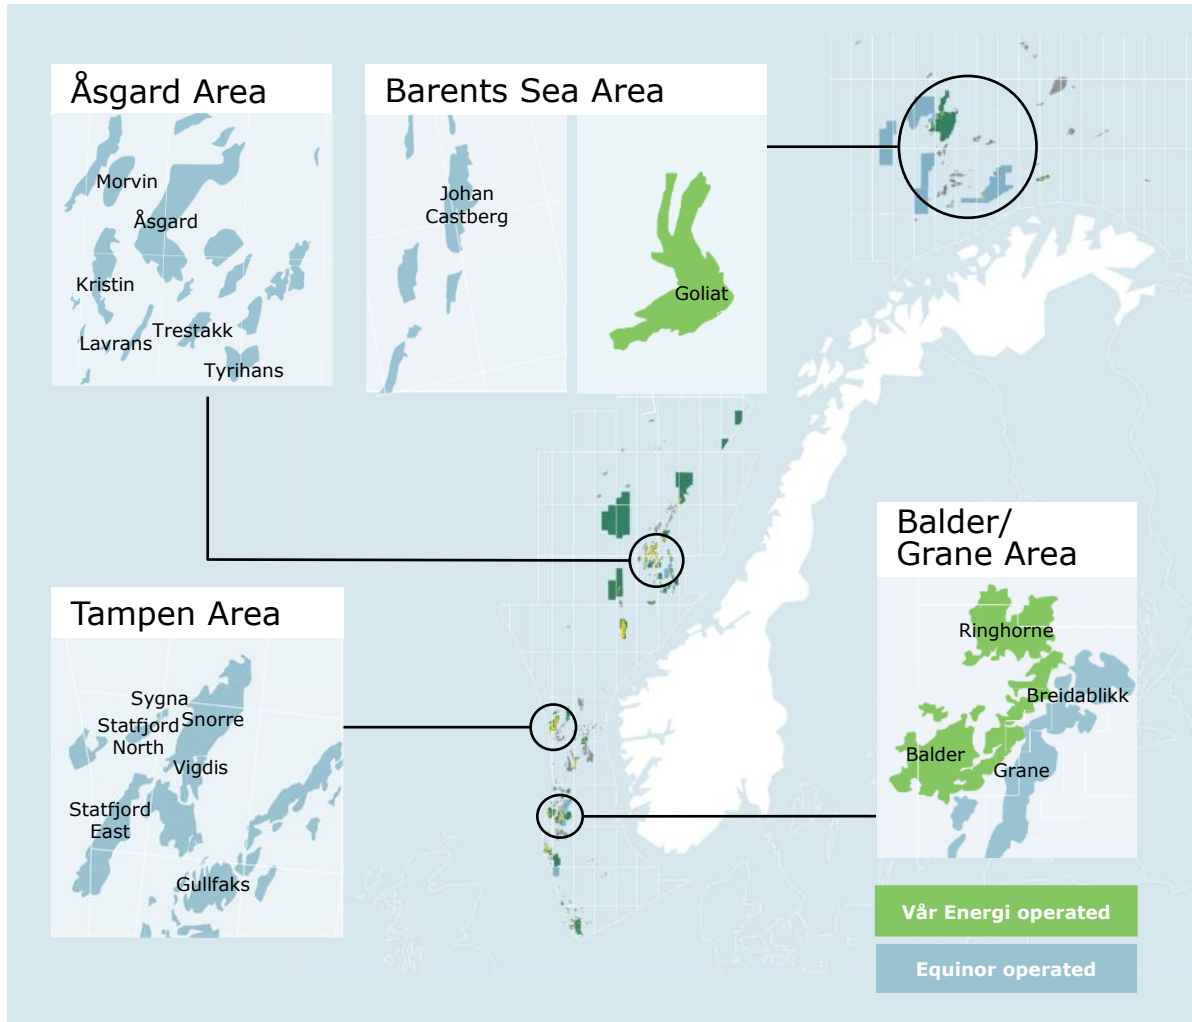 Åsgard Area
Morvin
Åsgard
Kristin
Lavrans
Trestakk
Tyrihans
Barents Sea Area
Johan
Castberg
Goliat
Tampen Area
Sygna
Snorre
Statfjord
North
Vigdis
Statfjord
East
Gullfaks
Balder/
Grane Area
Ringhorne
Breidablikk
Balder
Grane
Vår Energi operated
Equinor operated